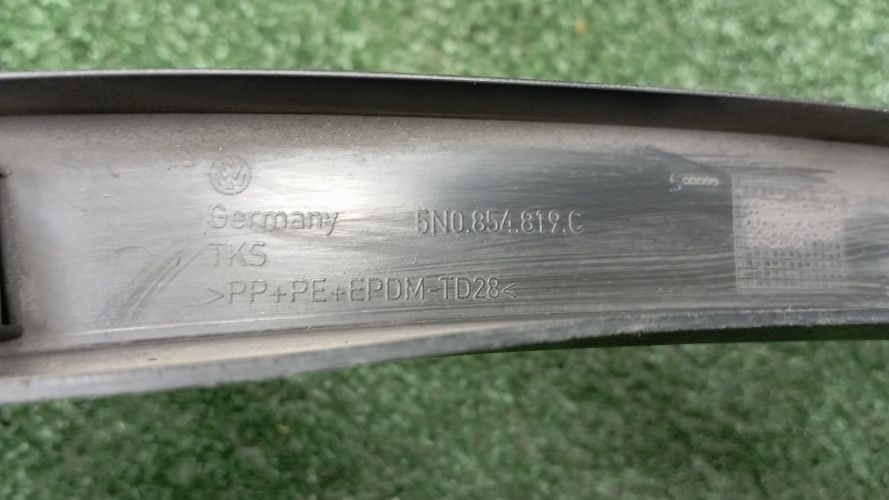 Germany 5N0.854.819.C
TKS
>PP+PE+EPDM-TD28<